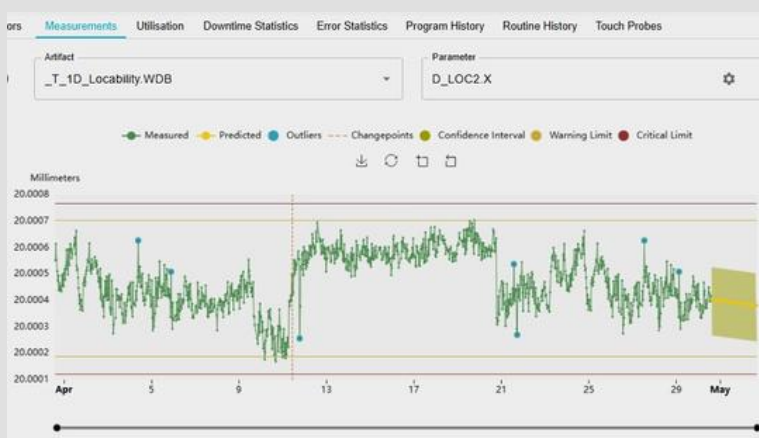 ors Measurements Utilisation Downtime Statistics Error Statistics Program History Routine History Touch Probes
Artifact
_T_1D_Locability.WDB
Parameter
D_LOC2.X
Measured Predicted Outliers Changepoints Confidence Interval Warning Limit Critical Limit
Millimeters
20.0008
20.0007
20.0006
20.0005
20.0004
20.0003
20.0002
20.0001
Apr 5 9 13 17 21 25 29 May